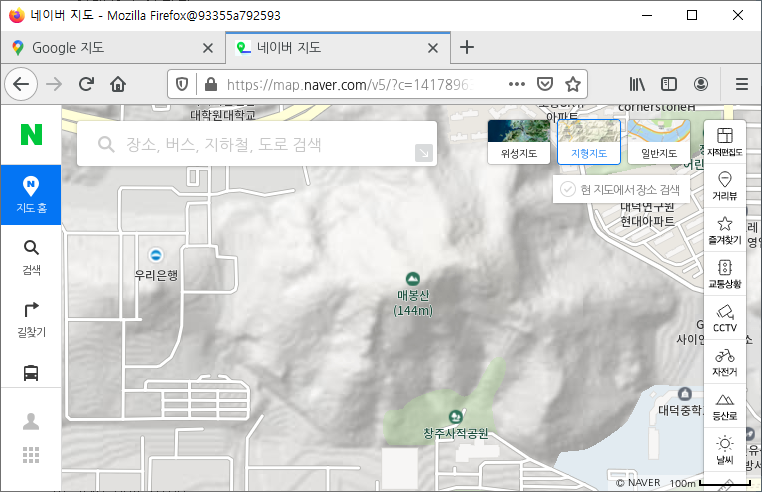 네이버 지도 - Mozilla Firefox@93355a792593
Google 지도
네이버 지도
https://map.naver.com/v5/?c=1417896
대학원대학교
cornerstoneH
아파트
N
장소, 버스, 지하철, 도로 검색
위성지도
지형지도
일반지도
지적편집도
현 지도에서 장소 검색
거리뷰
지도 홈
대덕연구원
현대아파트
즐겨찾기
우리은행
검색
매봉산
(144m)
교통상황
길찾기
CCTV
자전거
대덕중학
등산로
창주사적공원
날씨
© NAVER
100m